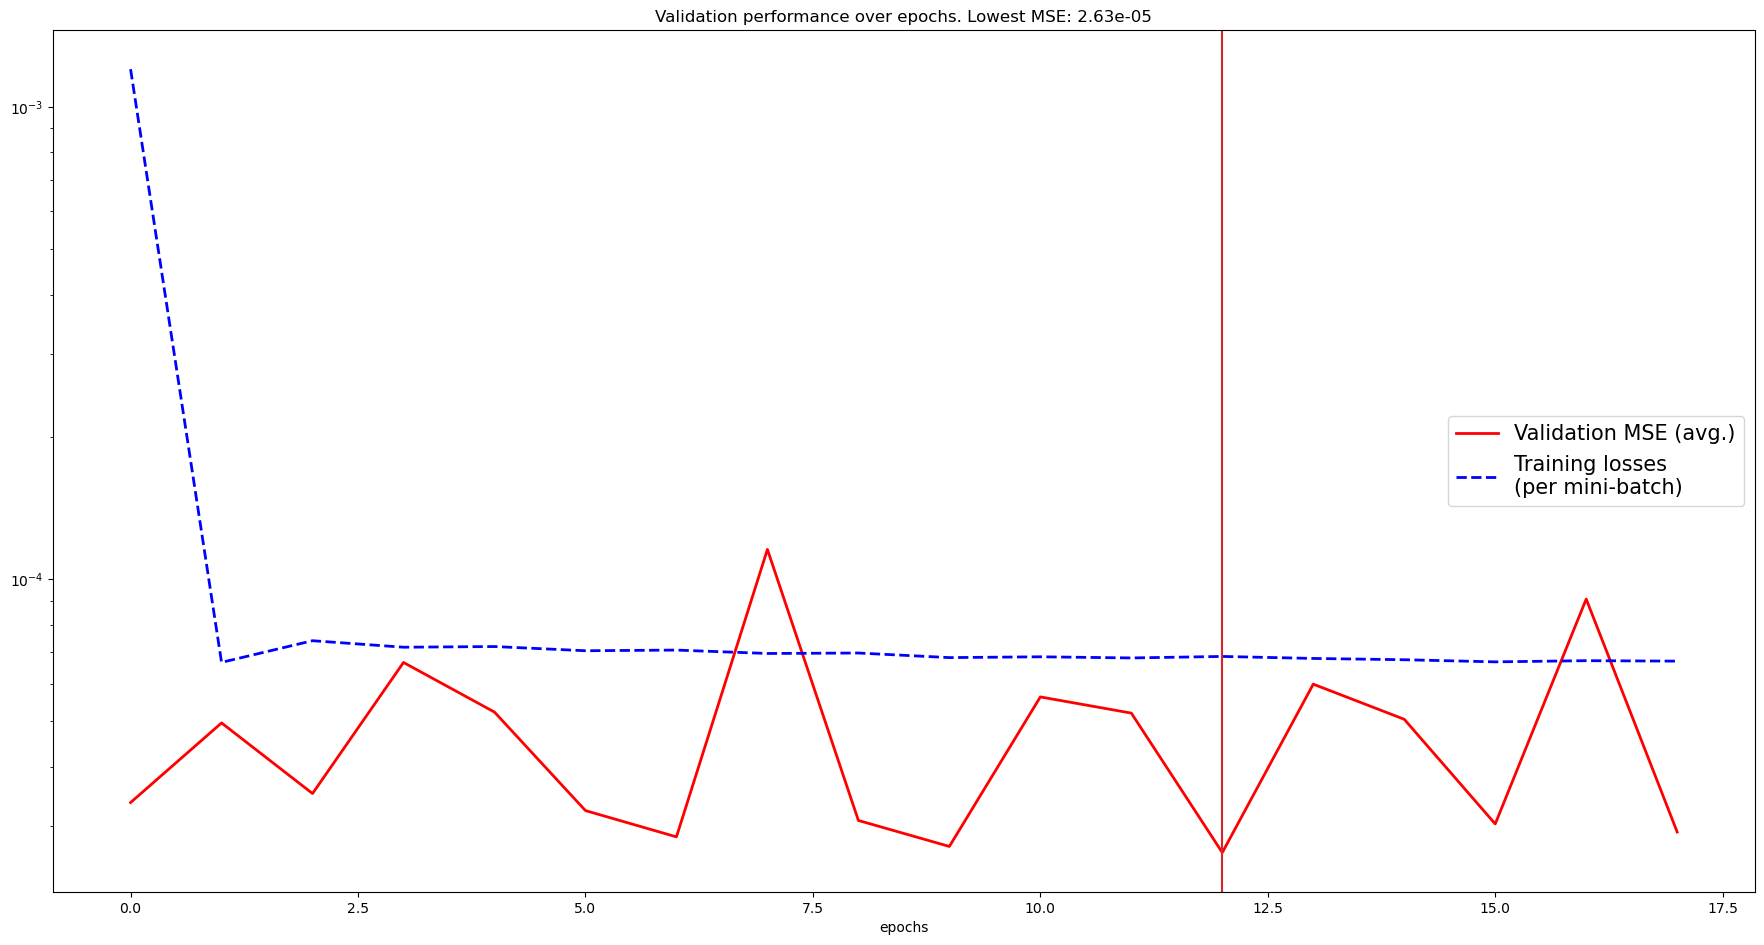 Validation performance over epochs. Lowest MSE: 2.63e-05
10⁻³
10⁻⁴
Validation MSE (avg.)
Training losses
(per mini-batch)
0.0 2.5 5.0 7.5 10.0 12.5 15.0 17.5
epochs